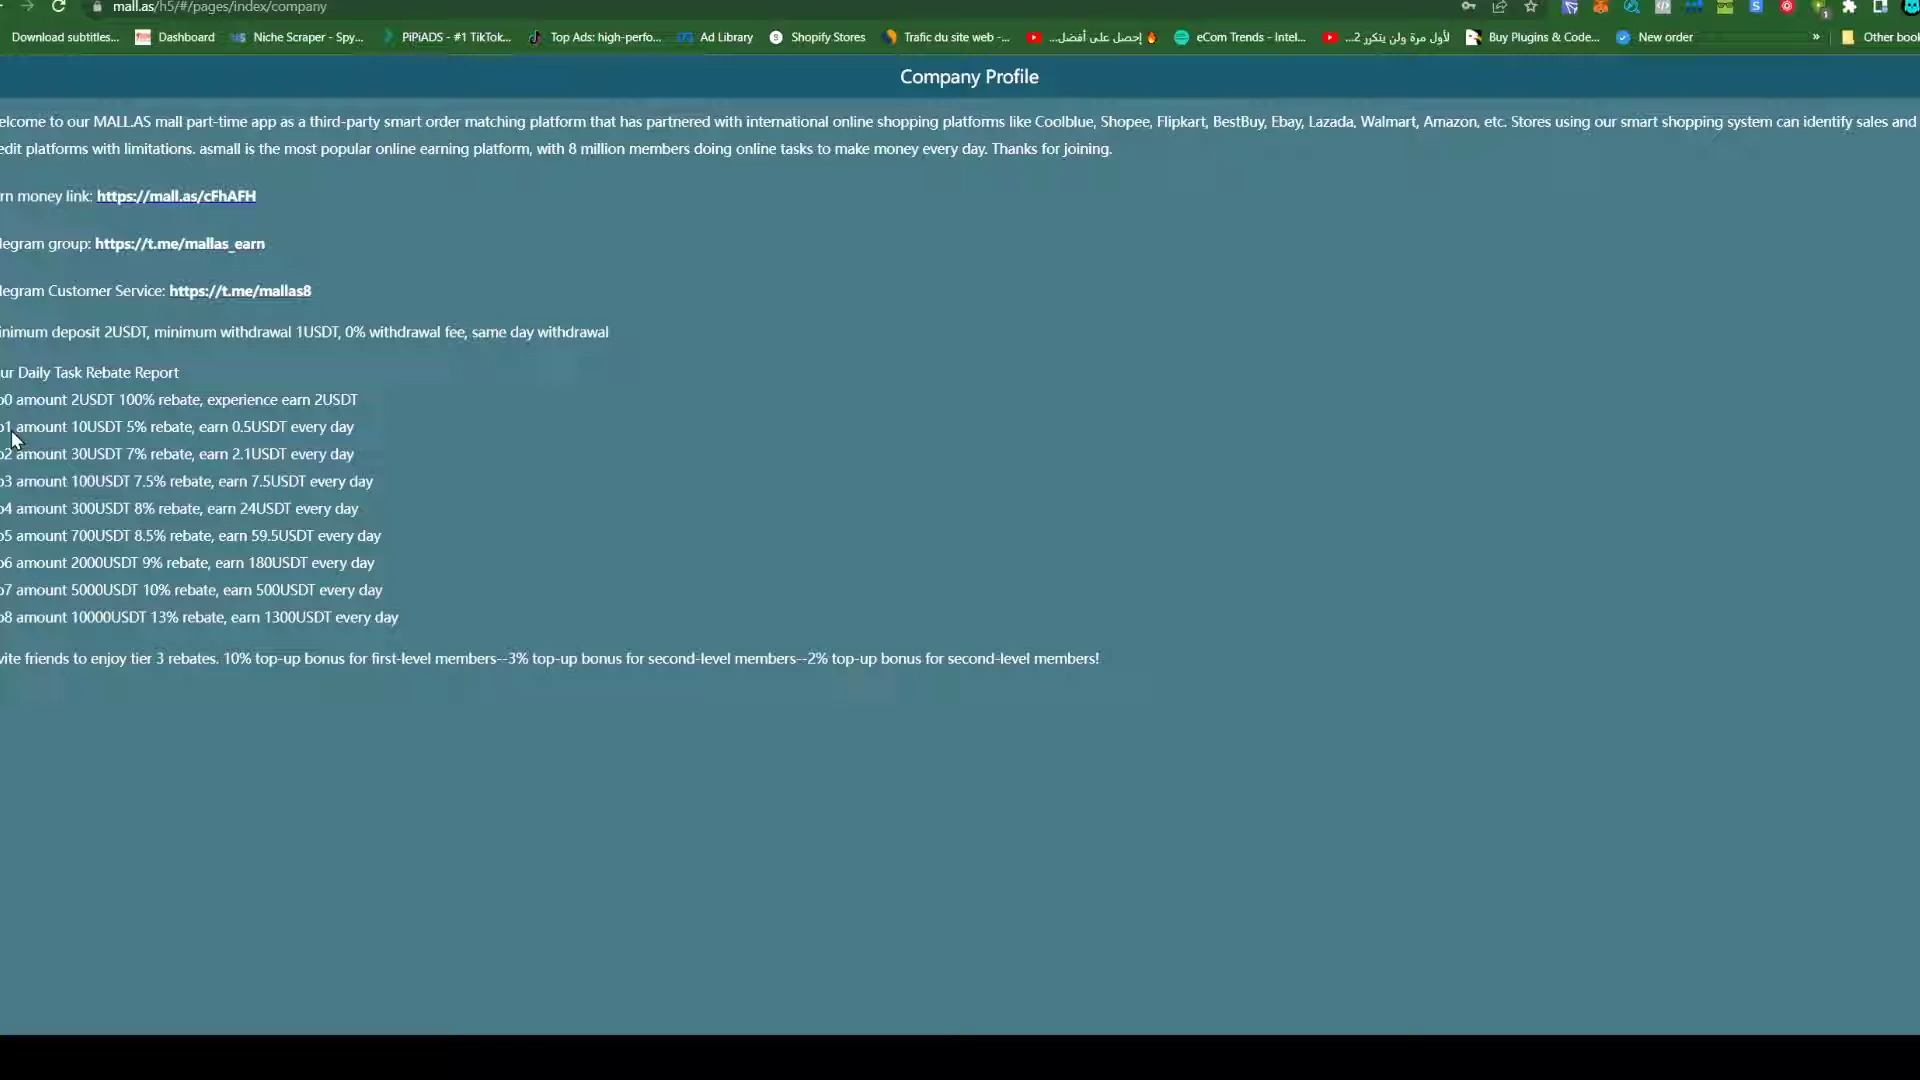 mall.as/h5/#/pages/index/company
Download subtitles... Dashboard Niche Scraper - Spy... PiPiADS - #1 TikTok... Top Ads: high-perfo... Ad Library Shopify Stores Trafic du site web -... إحصل على أفضل... eCom Trends - Intel... لأول مرة ولن يتكرر 2... Buy Plugins & Code... New order » Other book
Company Profile
elcome to our MALL.AS mall part-time app as a third-party smart order matching platform that has partnered with international online shopping platforms like Coolblue, Shopee, Flipkart, BestBuy, Ebay, Lazada, Walmart, Amazon, etc. Stores using our smart shopping system can identify sales and
edit platforms with limitations. asmall is the most popular online earning platform, with 8 million members doing online tasks to make money every day. Thanks for joining.
rn money link: https://mall.as/cFhAFH
legram group: https://t.me/mallas_earn
legram Customer Service: https://t.me/mallas8
inimum deposit 2USDT, minimum withdrawal 1USDT, 0% withdrawal fee, same day withdrawal
ur Daily Task Rebate Report
p0 amount 2USDT 100% rebate, experience earn 2USDT
p1 amount 10USDT 5% rebate, earn 0.5USDT every day
p2 amount 30USDT 7% rebate, earn 2.1USDT every day
p3 amount 100USDT 7.5% rebate, earn 7.5USDT every day
p4 amount 300USDT 8% rebate, earn 24USDT every day
p5 amount 700USDT 8.5% rebate, earn 59.5USDT every day
p6 amount 2000USDT 9% rebate, earn 180USDT every day
p7 amount 5000USDT 10% rebate, earn 500USDT every day
p8 amount 10000USDT 13% rebate, earn 1300USDT every day
vite friends to enjoy tier 3 rebates. 10% top-up bonus for first-level members--3% top-up bonus for second-level members--2% top-up bonus for second-level members!